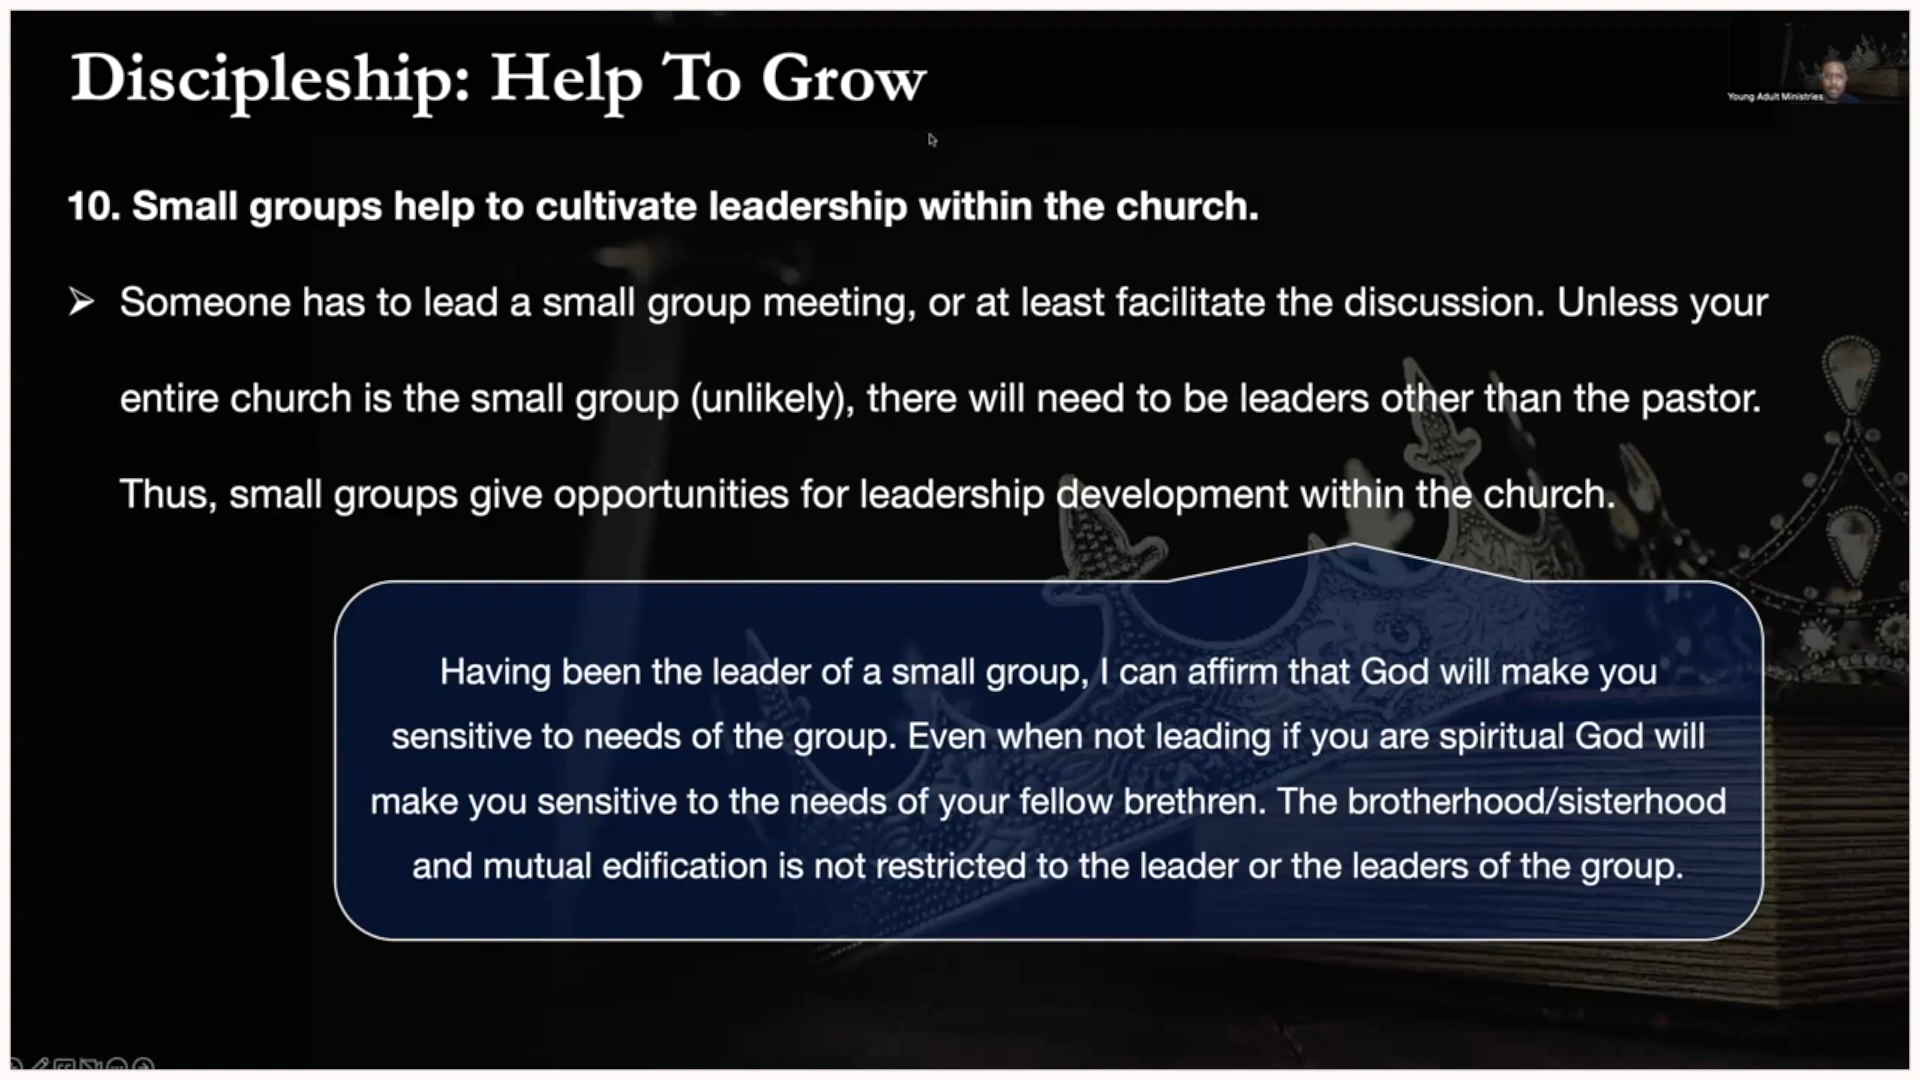 Discipleship: Help To Grow
Young Adult Ministries
10. Small groups help to cultivate leadership within the church.
➢ Someone has to lead a small group meeting, or at least facilitate the discussion. Unless your
entire church is the small group (unlikely), there will need to be leaders other than the pastor.
Thus, small groups give opportunities for leadership development within the church.
Having been the leader of a small group, I can affirm that God will make you
sensitive to needs of the group. Even when not leading if you are spiritual God will
make you sensitive to the needs of your fellow brethren. The brotherhood/sisterhood
and mutual edification is not restricted to the leader or the leaders of the group.